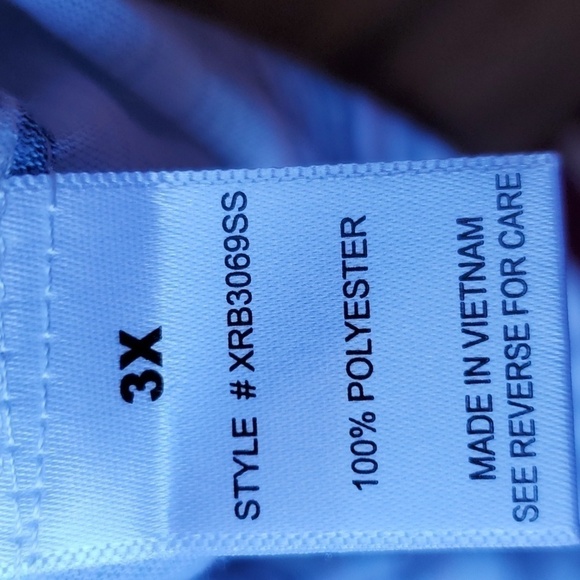 3X
STYLE # XRB3069SS
100% POLYESTER
MADE IN VIETNAM
SEE REVERSE FOR CARE